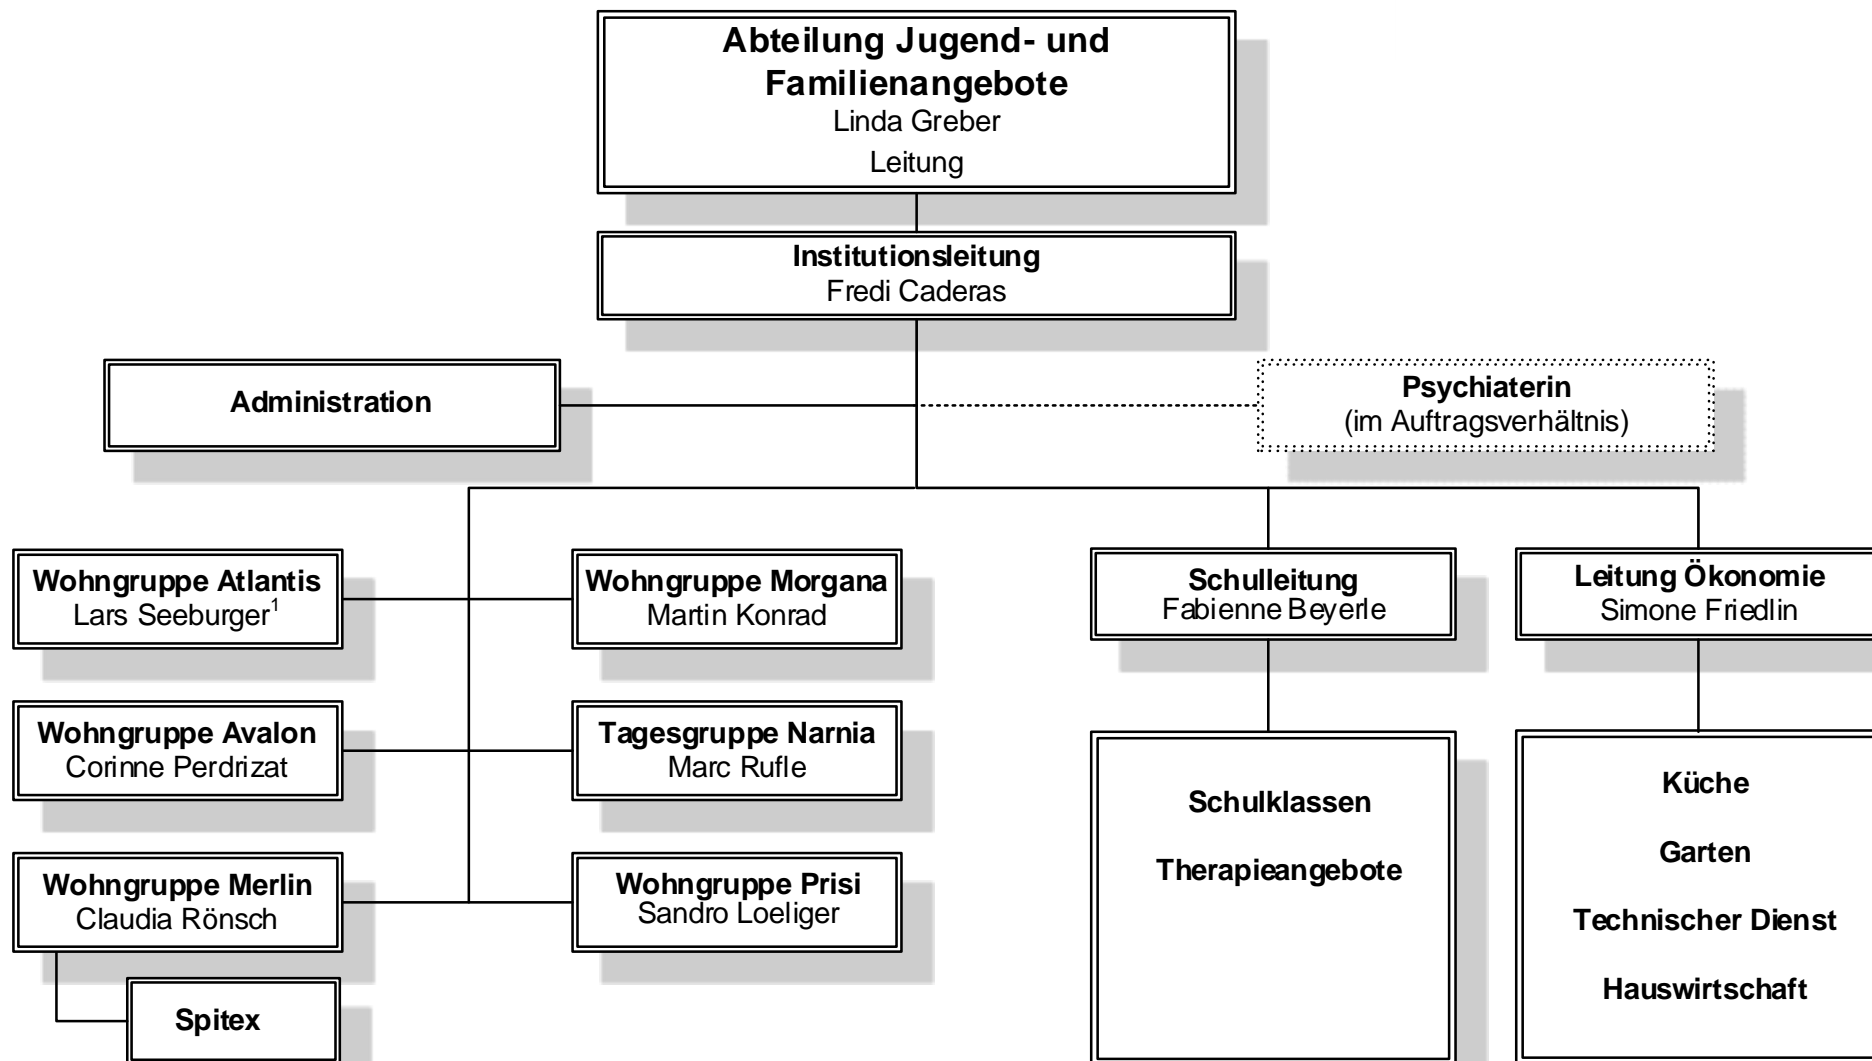 Abteilung Jugend- und
Familienangebote
Linda Greber
Leitung
Institutionsleitung
Fredi Caderas
Administration
Psychiaterin
(im Auftragsverhältnis)
Wohngruppe Atlantis
Lars Seeburger¹
Wohngruppe Morgana
Martin Konrad
Schulleitung
Fabienne Beyerle
Leitung Ökonomie
Simone Friedlin
Wohngruppe Avalon
Corinne Perdrizat
Tagesgruppe Narnia
Marc Rufle
Wohngruppe Merlin
Claudia Rönsch
Wohngruppe Prisi
Sandro Loeliger
Spitex
Schulklassen
Therapieangebote
Küche
Garten
Technischer Dienst
Hauswirtschaft